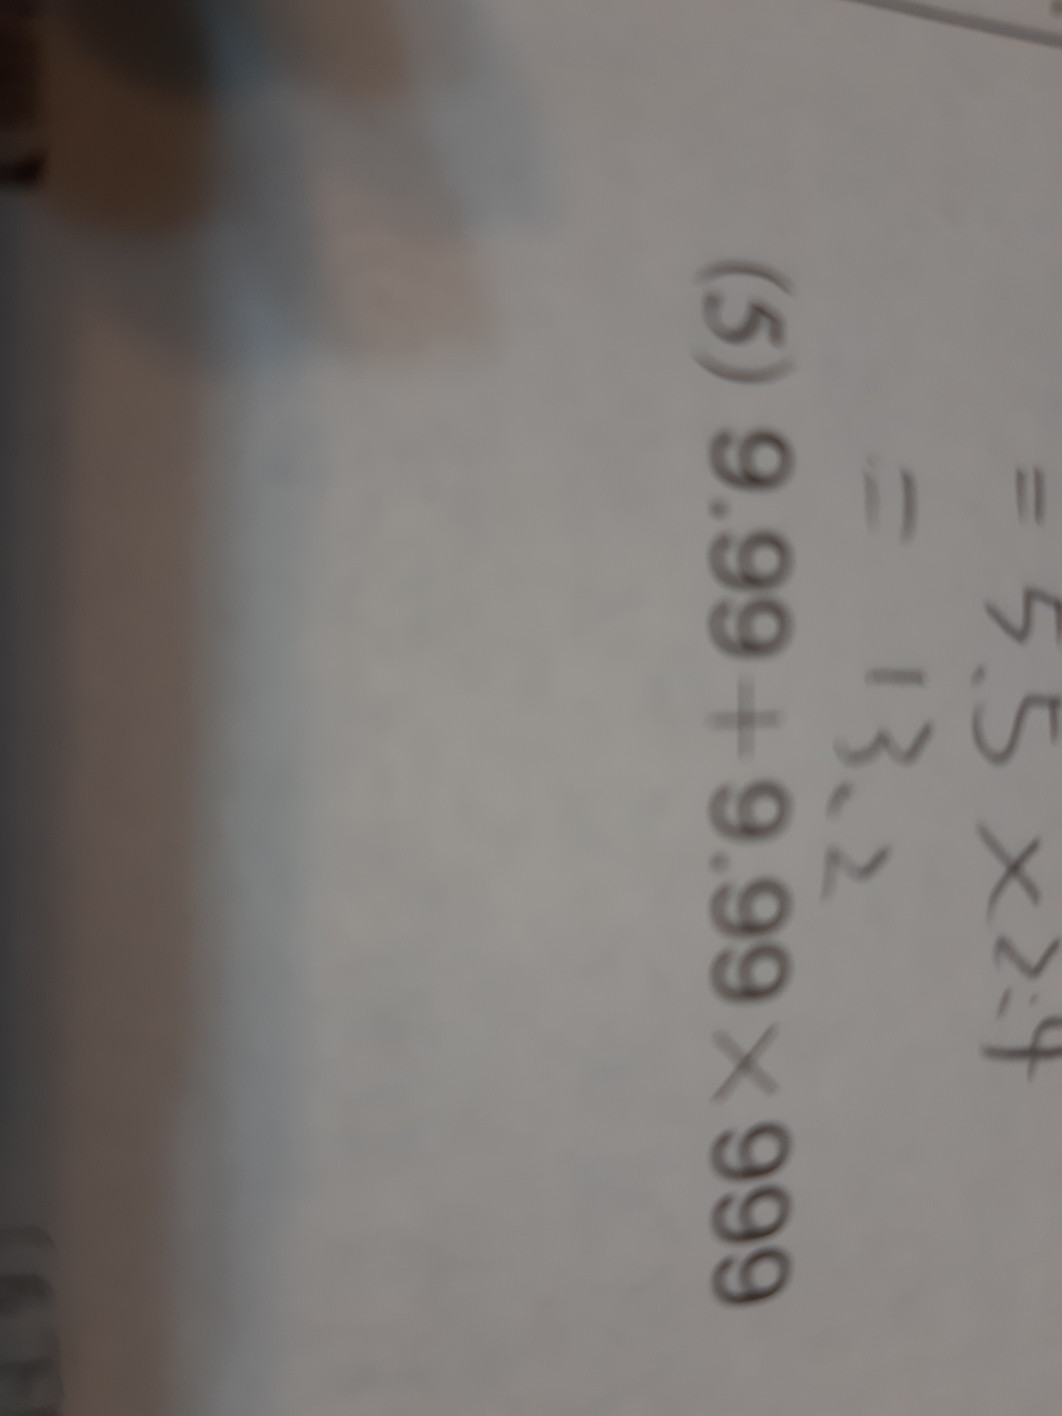 = 5.5 × 2.4
= 13.2
(5) 9.99 + 9.99 × 999